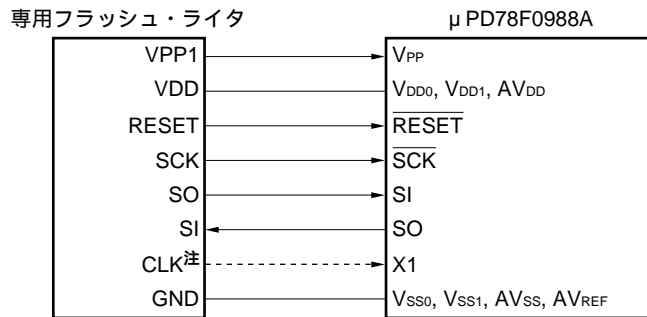 専用フラッシュ・ライタ μPD78F0988A
VPP1 VPP
VDD VDD0, VDD1, AVDD
RESET RESET
SCK SCK
SO SI
SI SO
CLK注 X1
GND VSS0, VSS1, AVSS, AVREF